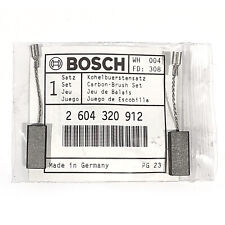 BOSCH
WH 004
FD: 308
1
Satz Kohlebuerstensatz
Set Carbon-Brush Set
Jeu Jeu de Balais
Juego Juego de Escobilla
2 604 320 912
Made in Germany
PG 23